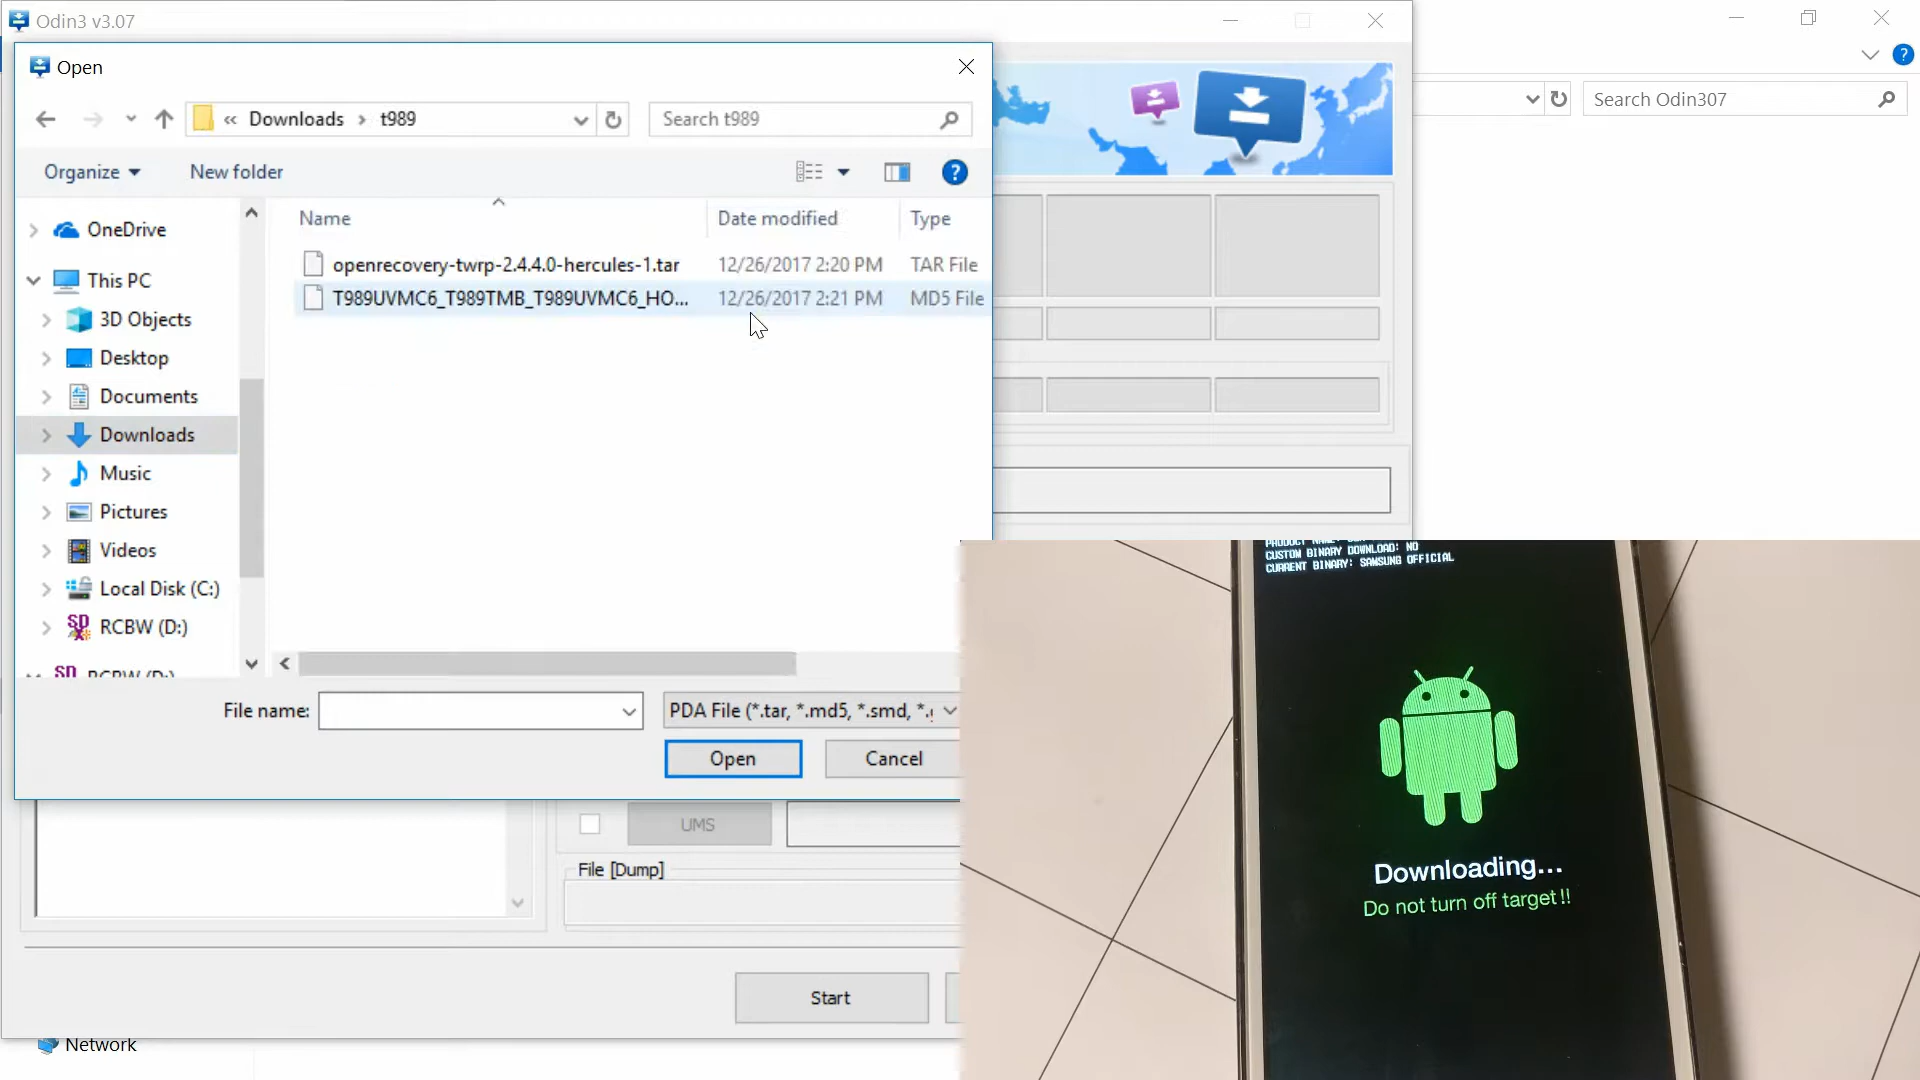 Odin3 v3.07
Open
« Downloads > t989
Search t989
Search Odin307
Organize
New folder
Name
Date modified
Type
openrecovery-twrp-2.4.4.0-hercules-1.tar
12/26/2017 2:20 PM
TAR File
T989UVMC6_T989TMB_T989UVMC6_HO...
12/26/2017 2:21 PM
MD5 File
OneDrive
This PC
3D Objects
Desktop
Documents
Downloads
Music
Pictures
Videos
Local Disk (C:)
RCBW (D:)
RCBW (D:)
File name:
PDA File (*.tar, *.md5, *.smd, *.
Open
Cancel
UMS
File [Dump]
Start
Network
CUSTOM BINARY DOWNLOAD: NO
CURRENT BINARY: SAMSUNG OFFICIAL
Downloading...
Do not turn off target!!